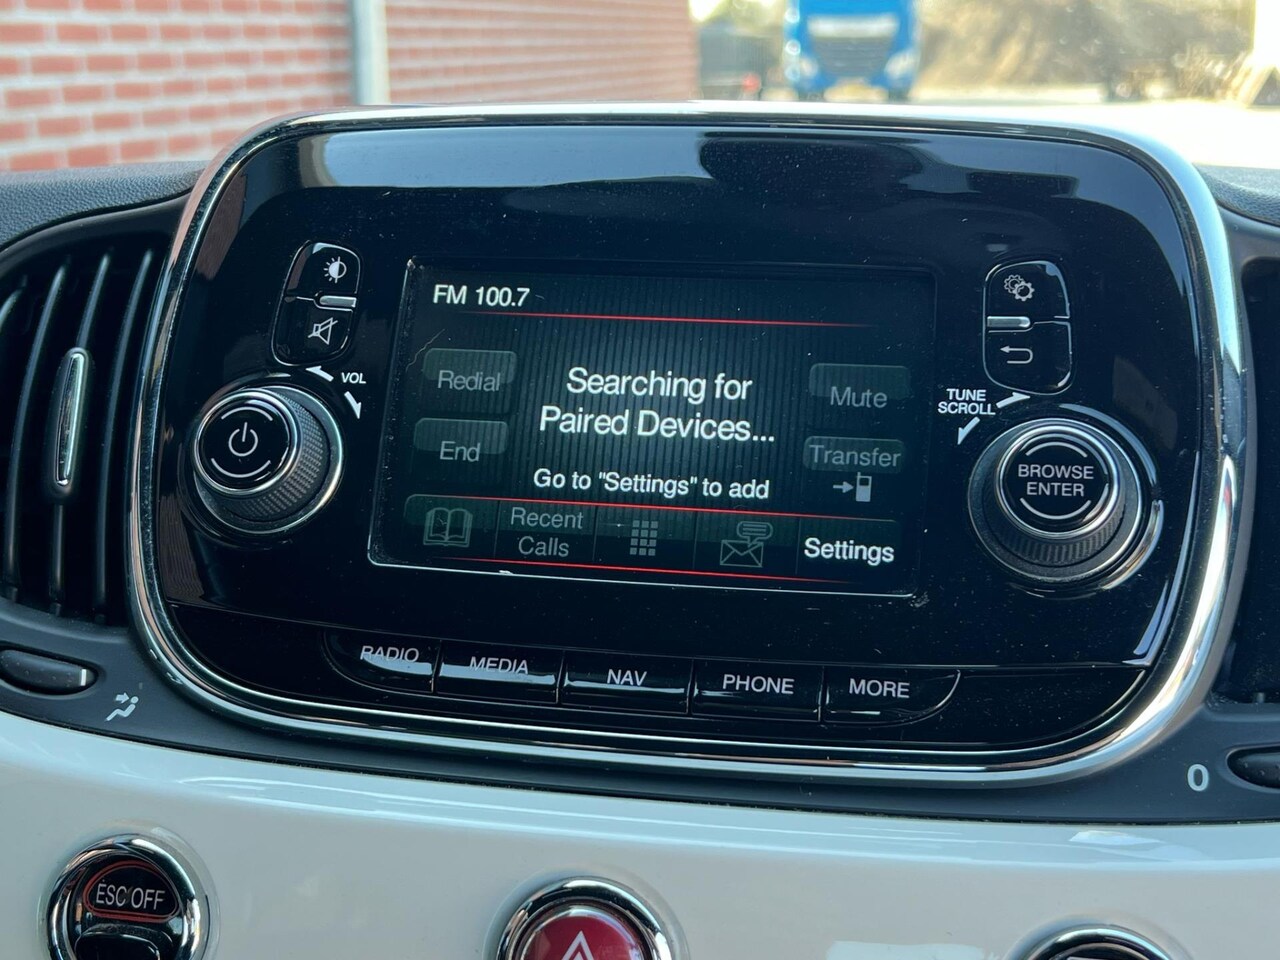 FM 100.7
VOL
Redial
Searching for
Paired Devices...
Mute
TUNE
SCROLL
End
Transfer
BROWSE
ENTER
Go to "Settings" to add
Recent
Calls
Settings
RADIO
MEDIA
NAV
PHONE
MORE
0
ESC OFF